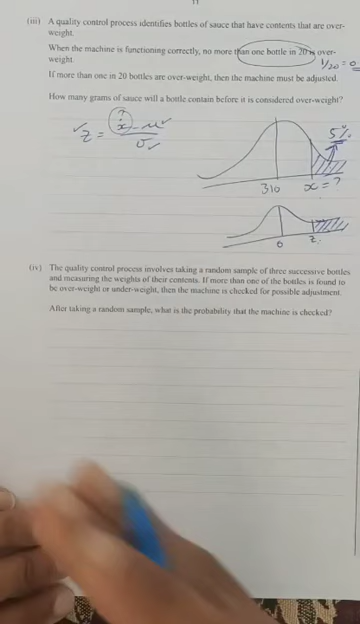 11
(iii) A quality control process identifies bottles of sauce that have contents that are over-
weight.
When the machine is functioning correctly, no more than one bottle in 20 is over-
weight.
1/20 = 0
If more than one in 20 bottles are over-weight, then the machine must be adjusted.
How many grams of sauce will a bottle contain before it is considered over-weight?
z = x - μ
σ
5%
310 x = ?
0 z
(iv) The quality control process involves taking a random sample of three successive bottles
and measuring the weights of their contents. If more than one of the bottles is found to
be over-weight or under-weight, then the machine is checked for possible adjustment.
After taking a random sample, what is the probability that the machine is checked?